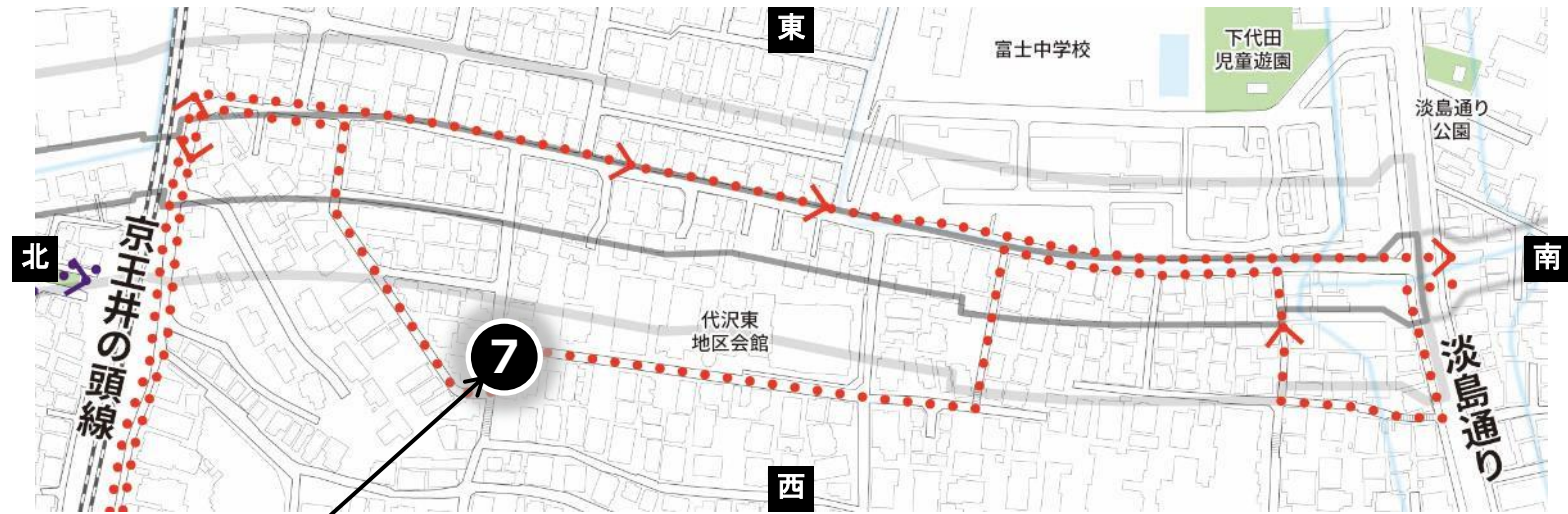 東
富士中学校
下代田
児童遊園
淡島通り
公園
北
京王井の頭線
南
7
代沢東
地区会館
淡島通り
西